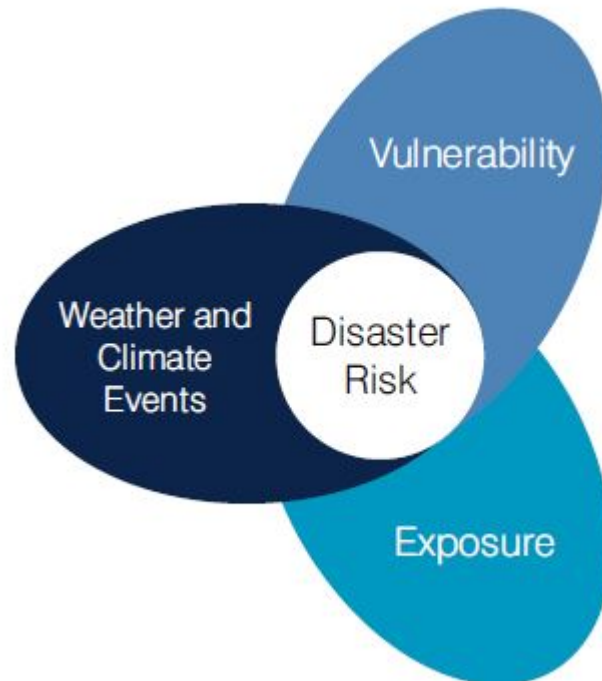 Vulnerability
Weather and
Climate
Events
Disaster
Risk
Exposure